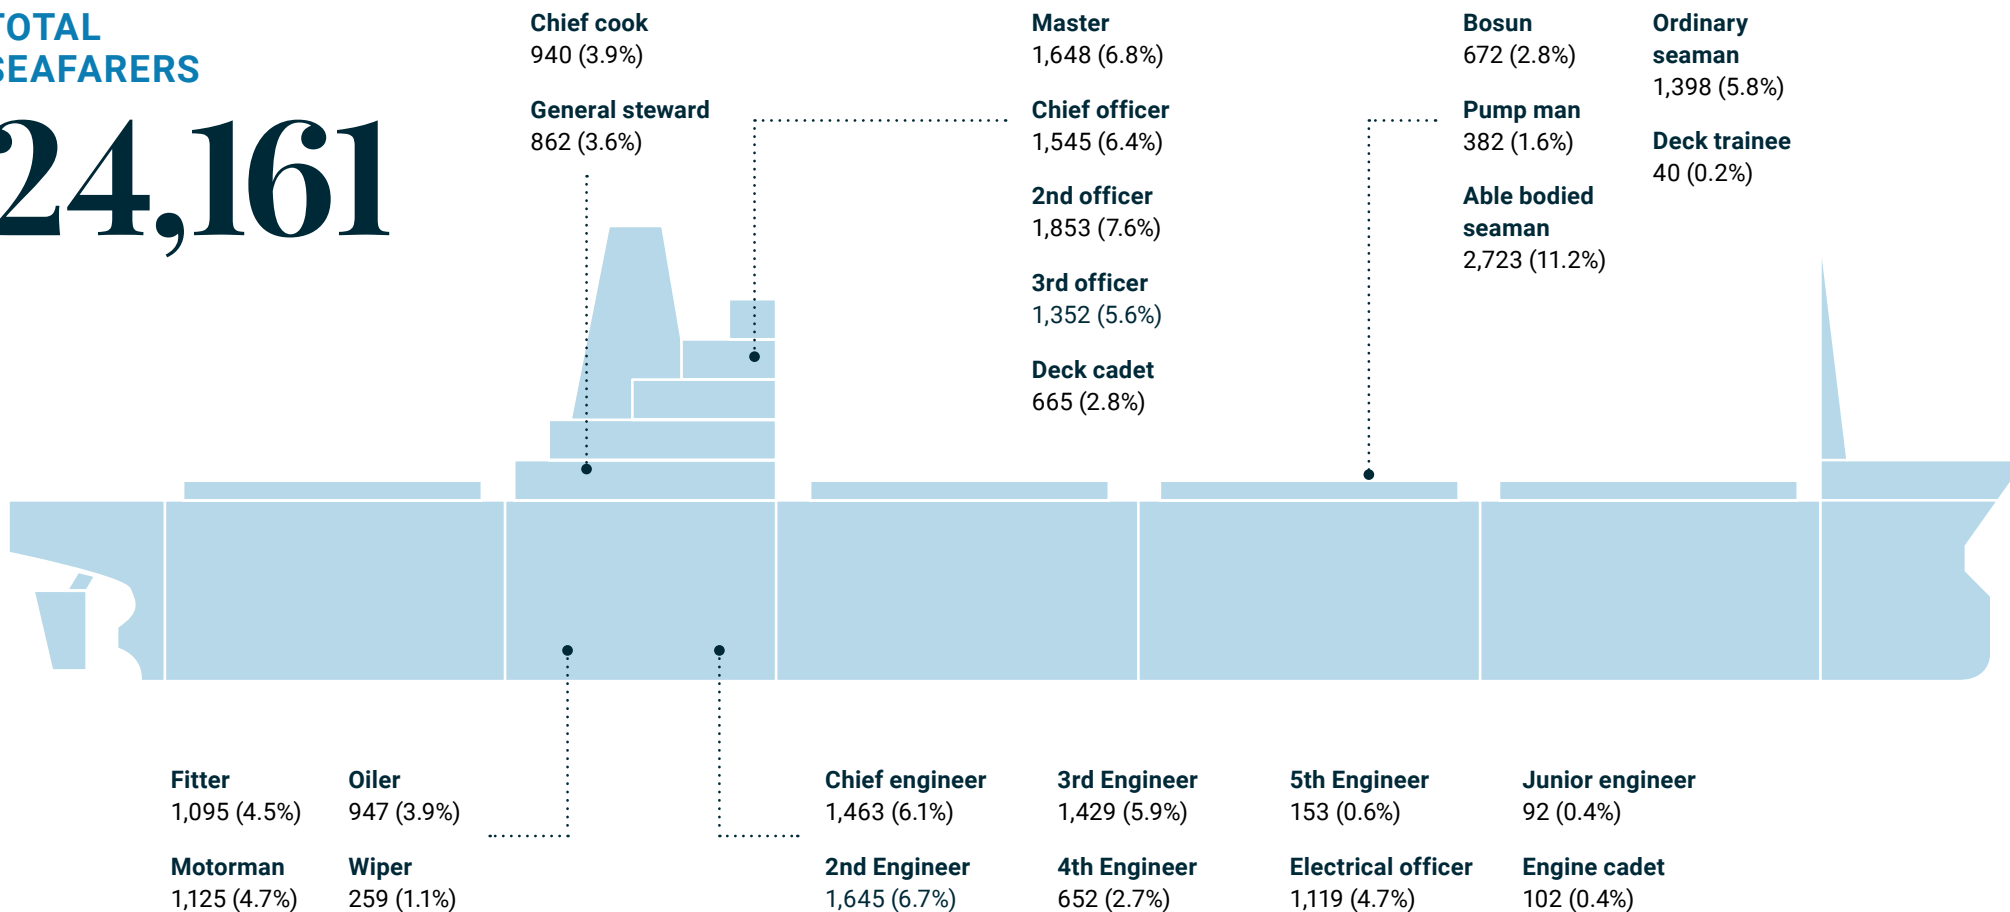 TOTAL
SEAFARERS
24,161
Chief cook
940 (3.9%)
General steward
862 (3.6%)
Master
1,648 (6.8%)
Chief officer
1,545 (6.4%)
2nd officer
1,853 (7.6%)
3rd officer
1,352 (5.6%)
Deck cadet
665 (2.8%)
Bosun
672 (2.8%)
Pump man
382 (1.6%)
Able bodied
seaman
2,723 (11.2%)
Ordinary
seaman
1,398 (5.8%)
Deck trainee
40 (0.2%)
Fitter
1,095 (4.5%)
Motorman
1,125 (4.7%)
Oiler
947 (3.9%)
Wiper
259 (1.1%)
Chief engineer
1,463 (6.1%)
2nd Engineer
1,645 (6.7%)
3rd Engineer
1,429 (5.9%)
4th Engineer
652 (2.7%)
5th Engineer
153 (0.6%)
Electrical officer
1,119 (4.7%)
Junior engineer
92 (0.4%)
Engine cadet
102 (0.4%)